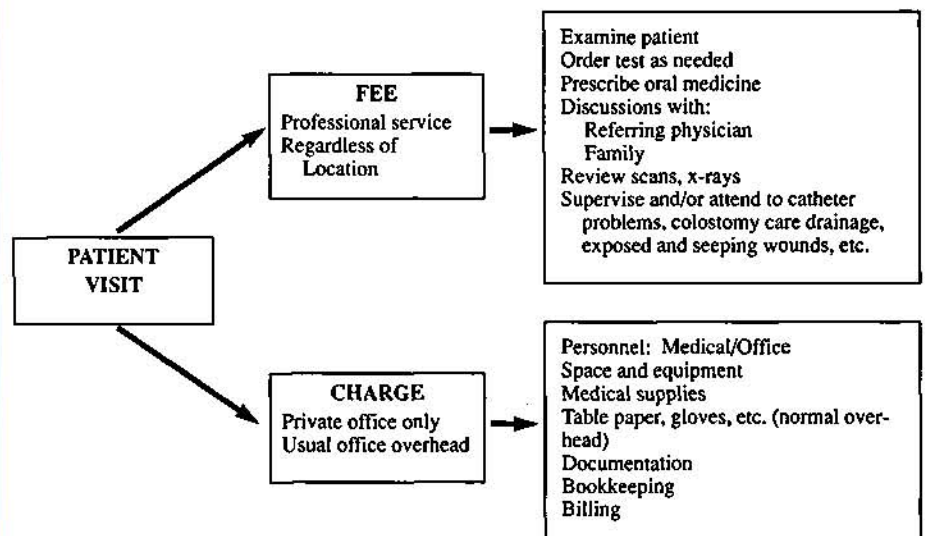 PATIENT
VISIT
FEE
Professional service
Regardless of
Location
Examine patient
Order test as needed
Prescribe oral medicine
Discussions with:
Referring physician
Family
Review scans, x-rays
Supervise and/or attend to catheter
problems, colostomy care drainage,
exposed and seeping wounds, etc.
CHARGE
Private office only
Usual office overhead
Personnel: Medical/Office
Space and equipment
Medical supplies
Table paper, gloves, etc. (normal over-
head)
Documentation
Bookkeeping
Billing